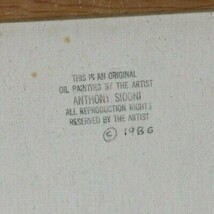 THIS IS AN ORIGINAL
OIL PAINTING BY THE ARTIST
ANTHONY SIDONI
ALL REPRODUCTION RIGHTS
RESERVED BY THE ARTIST
© 1986